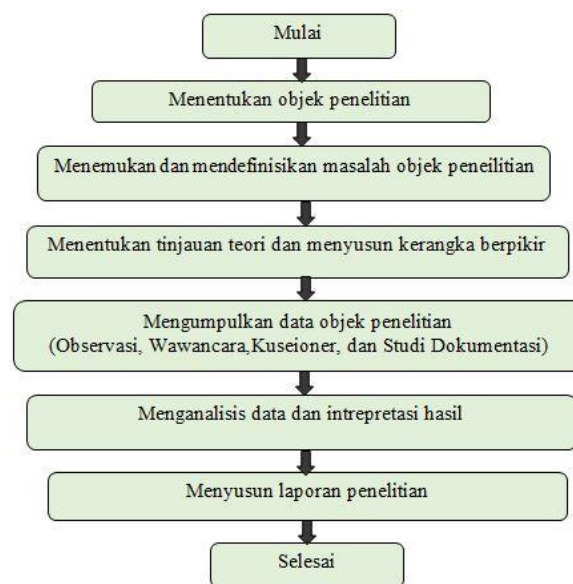 Mulai
Menentukan objek penelitian
Menemukan dan mendefinisikan masalah objek peneilitian
Menentukan tinjauan teori dan menyusun kerangka berpikir
Mengumpulkan data objek penelitian
(Observasi, Wawancara,Kuseioner, dan Studi Dokumentasi)
Menganalisis data dan intrepretasi hasil
Menyusun laporan penelitian
Selesai